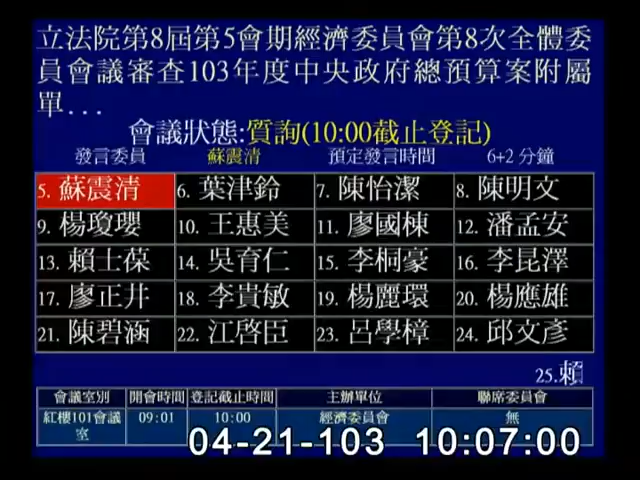 立法院第8屆第5會期經濟委員會第8次全體委
員會議審查103年度中央政府總預算案附屬
單...
會議狀態:質詢(10:00截止登記)
發言委員 蘇震清 預定發言時間 6+2 分鐘
5. 蘇震清 6. 葉津鈴 7. 陳怡潔 8. 陳明文
9. 楊瓊瓔 10. 王惠美 11. 廖國棟 12. 潘孟安
13. 賴士葆 14. 吳育仁 15. 李桐豪 16. 李昆澤
17. 廖正井 18. 李貴敏 19. 楊麗環 20. 楊應雄
21. 陳碧涵 22. 江啓臣 23. 呂學樟 24. 邱文彥
25. 賴
會議室別 開會時間 登記截止時間 主辦單位 聯席委員會
紅樓101會議 09:01 10:00 經濟委員會 無
室
04-21-103 10:07:00